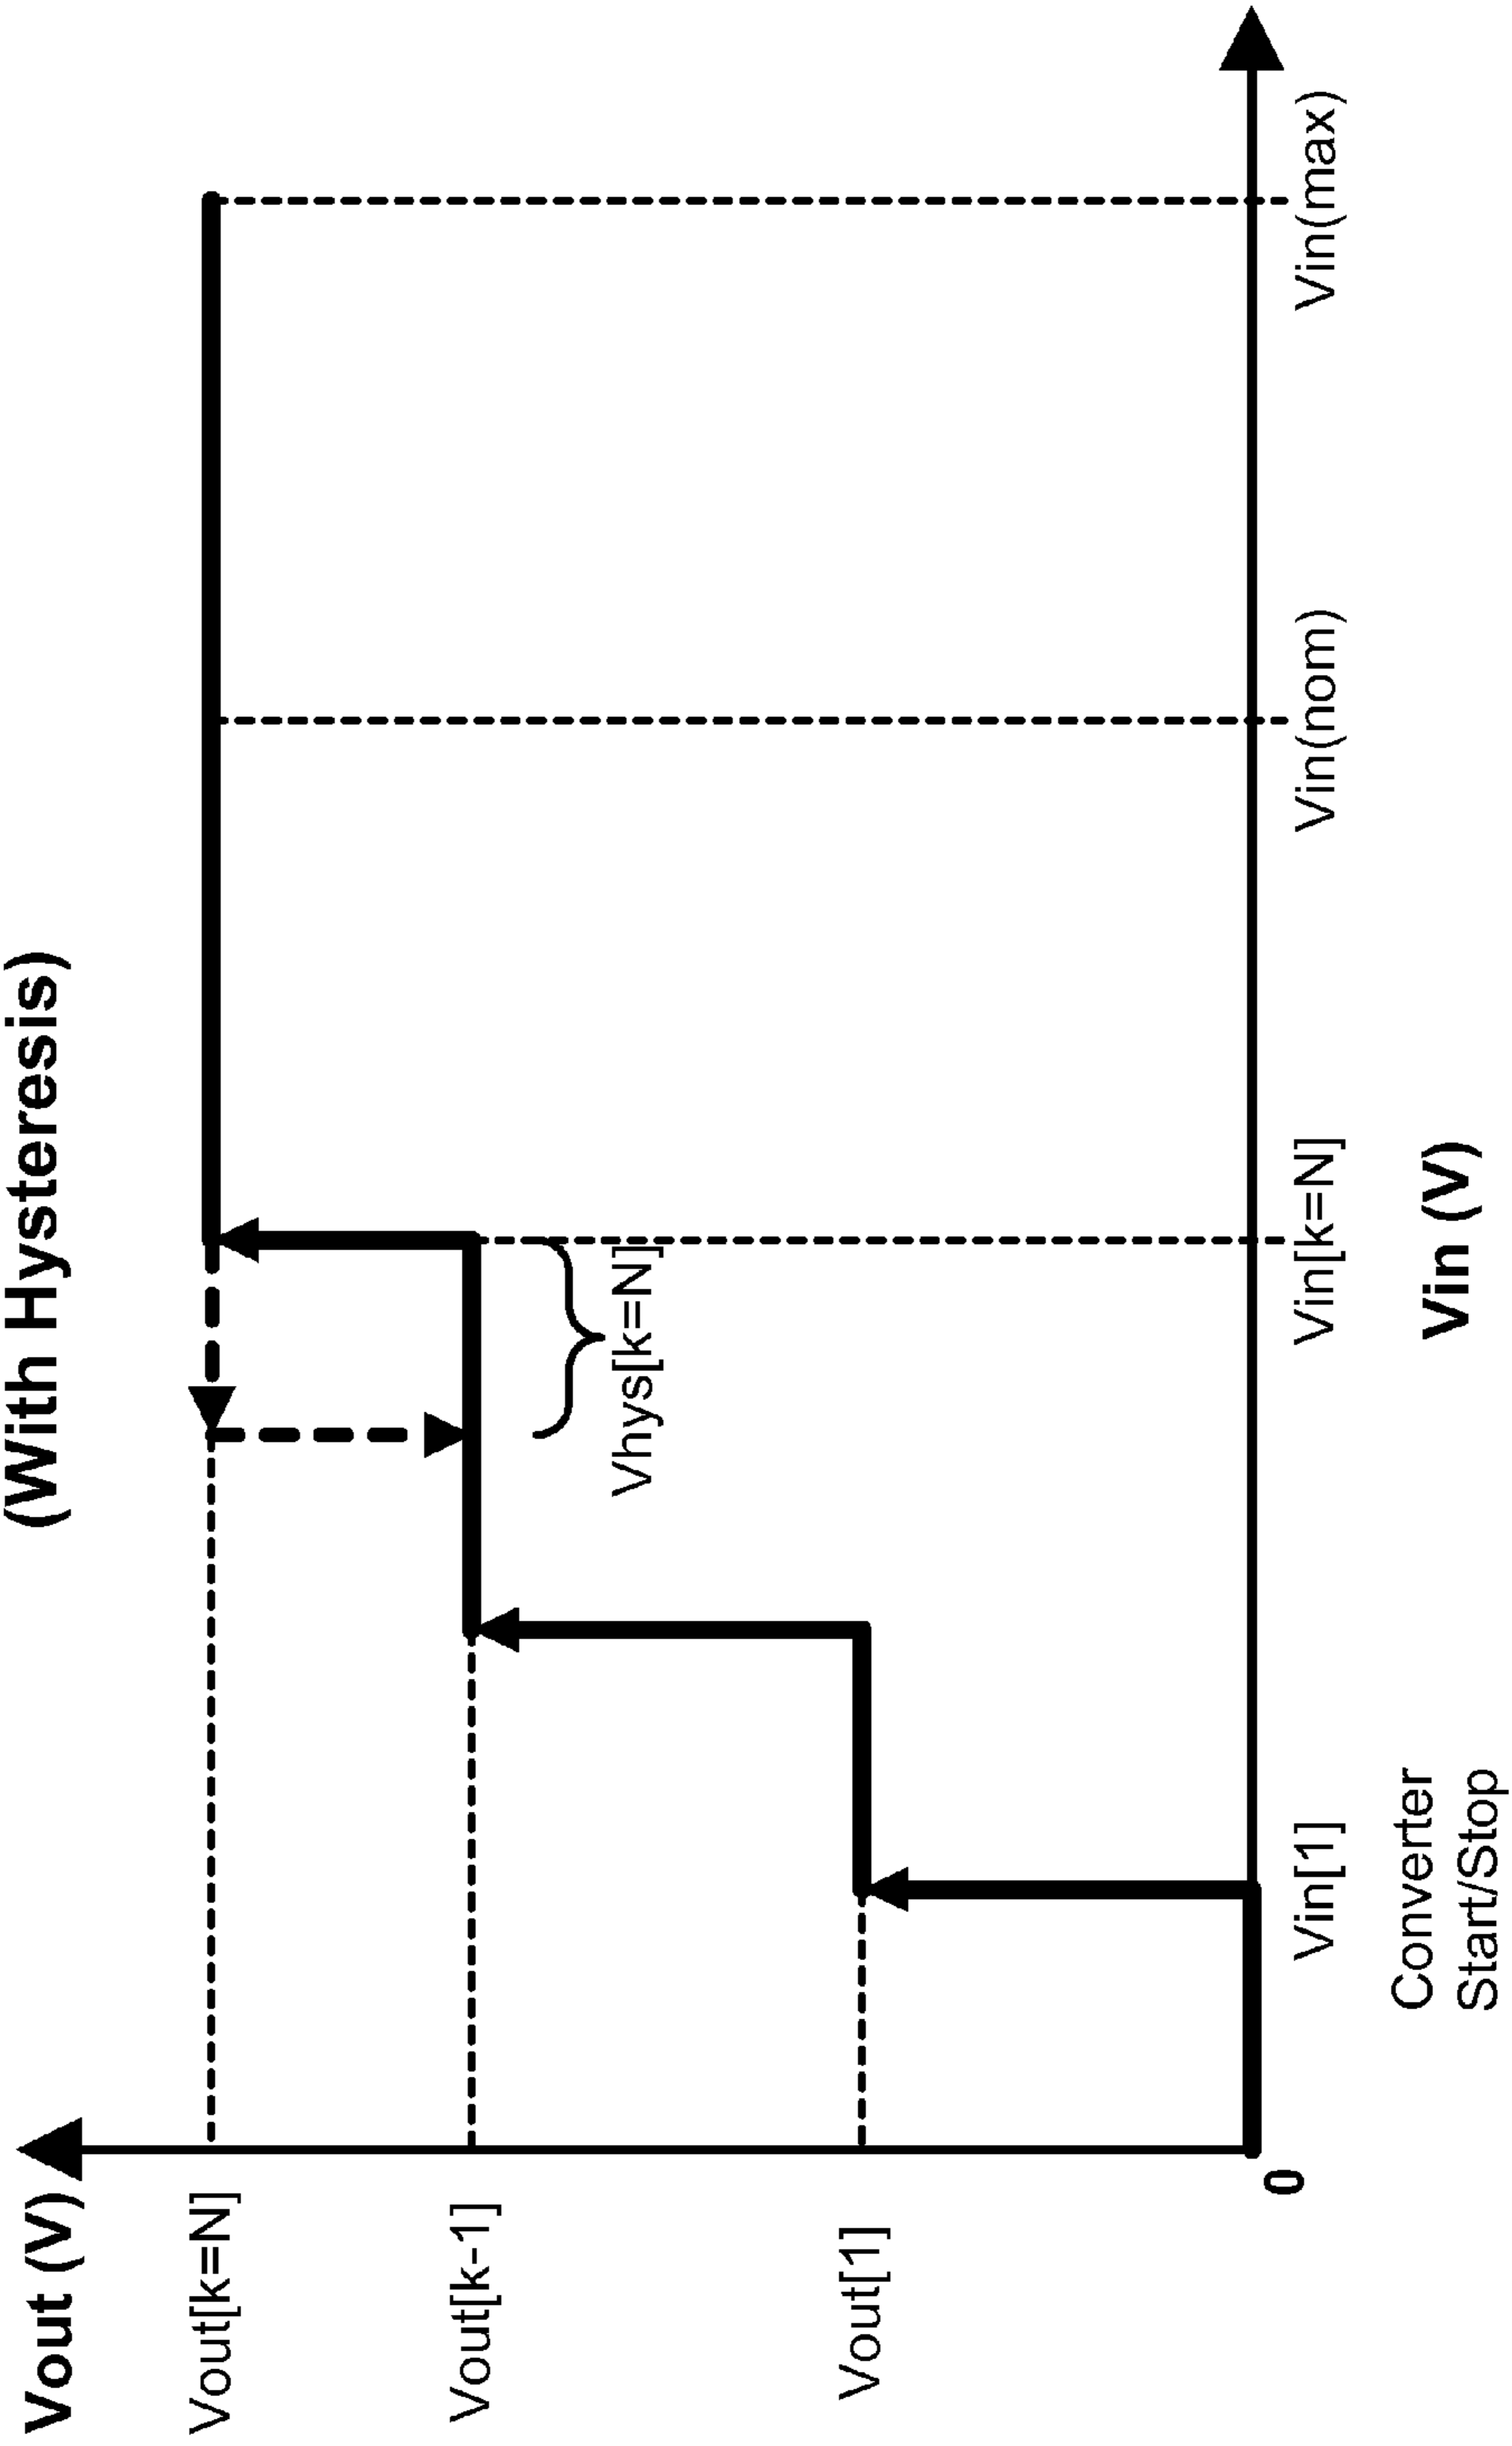 (With Hysteresis)
Vout (V)
Vout[k=N]
Vout[k-1]
Vhys[k=N]
Vout[1]
0
Vin[1]
Vin[k=N]
Vin(nom)
Vin(max)
Converter
Start/Stop
Vin (V)